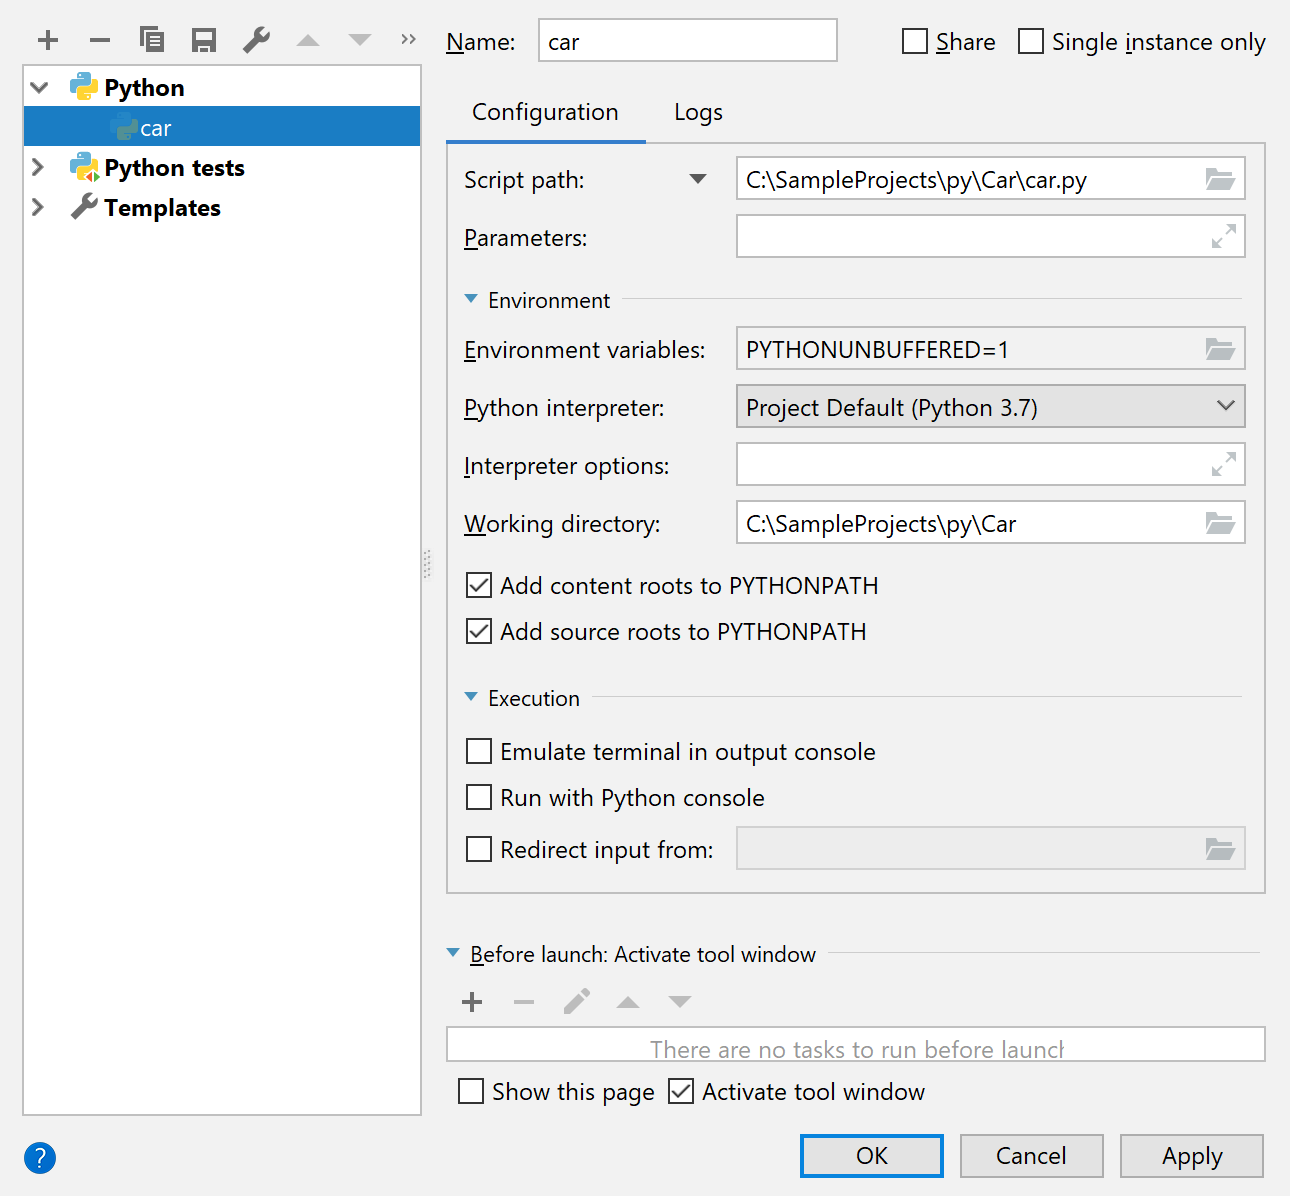 Name: car Share Single instance only
Python
car
Python tests
Templates
Configuration Logs
Script path: C:\SampleProjects\py\Car\car.py
Parameters:
Environment
Environment variables: PYTHONUNBUFFERED=1
Python interpreter: Project Default (Python 3.7)
Interpreter options:
Working directory: C:\SampleProjects\py\Car
Add content roots to PYTHONPATH
Add source roots to PYTHONPATH
Execution
Emulate terminal in output console
Run with Python console
Redirect input from:
Before launch: Activate tool window
There are no tasks to run before launch
Show this page Activate tool window
? OK Cancel Apply